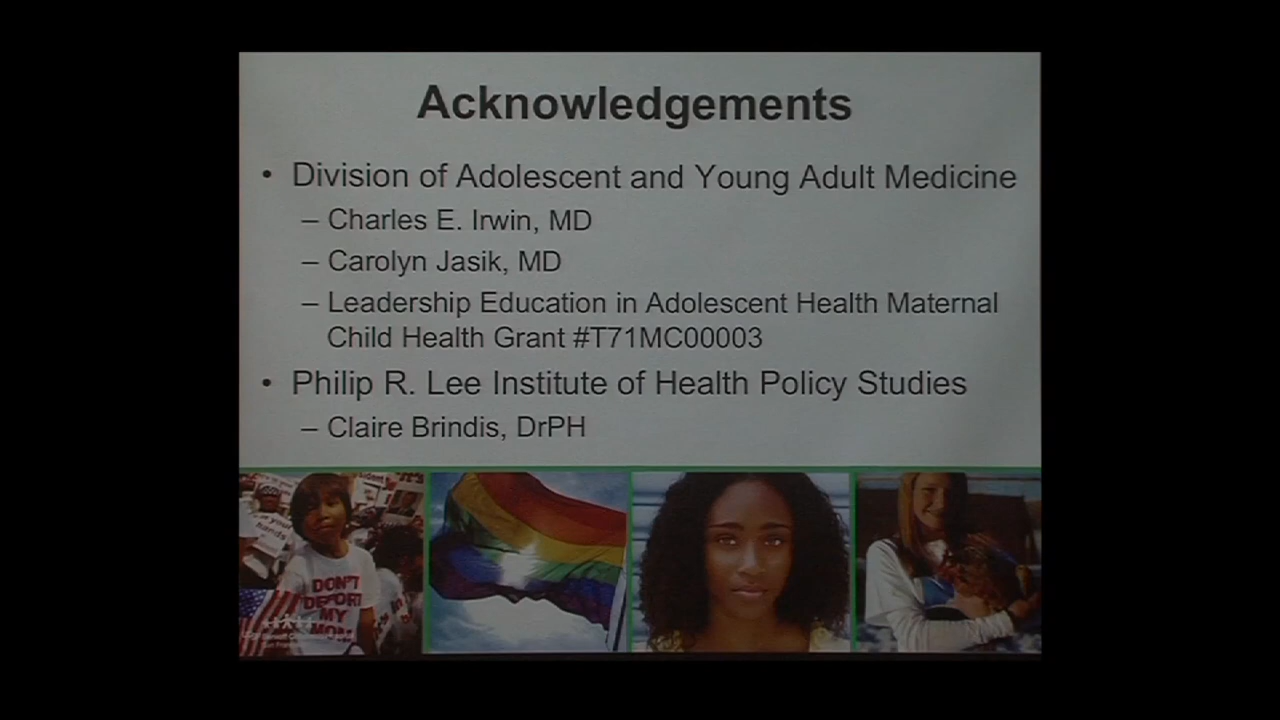 Acknowledgements
• Division of Adolescent and Young Adult Medicine
– Charles E. Irwin, MD
– Carolyn Jasik, MD
– Leadership Education in Adolescent Health Maternal
Child Health Grant #T71MC00003
• Philip R. Lee Institute of Health Policy Studies
– Claire Brindis, DrPH
hands
DON'T
DEPORT
MY
MOM